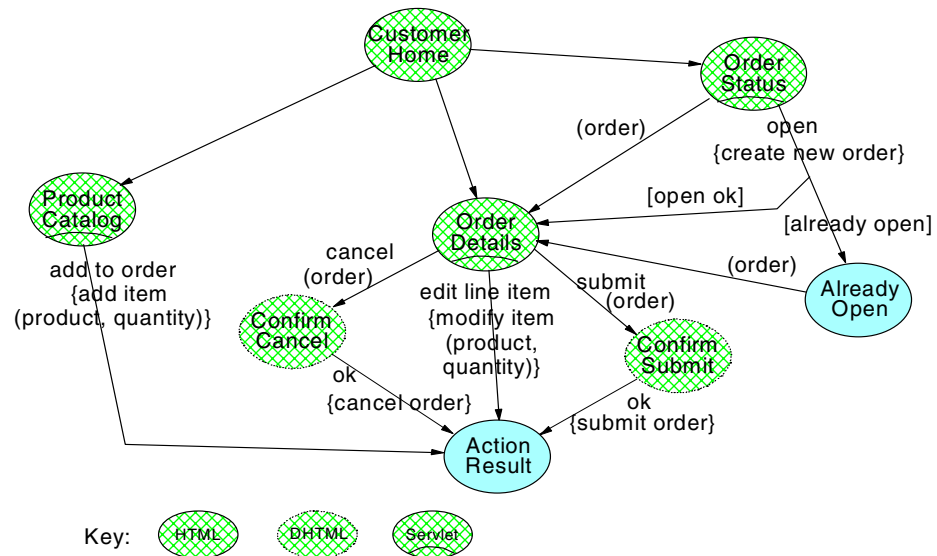 Customer
Home
Order
Status
(order)
open
{create new order}
Product
Catalog
[open ok]
Order
Details
[already open]
cancel
(order)
add to order
{add item
(product, quantity)}
edit line item
{modify item
(product,
quantity)}
submit
(order)
(order)
Already
Open
Confirm
Cancel
Confirm
Submit
ok
{cancel order}
ok
{submit order}
Action
Result
Key:
HTML
DHTML
Servlet